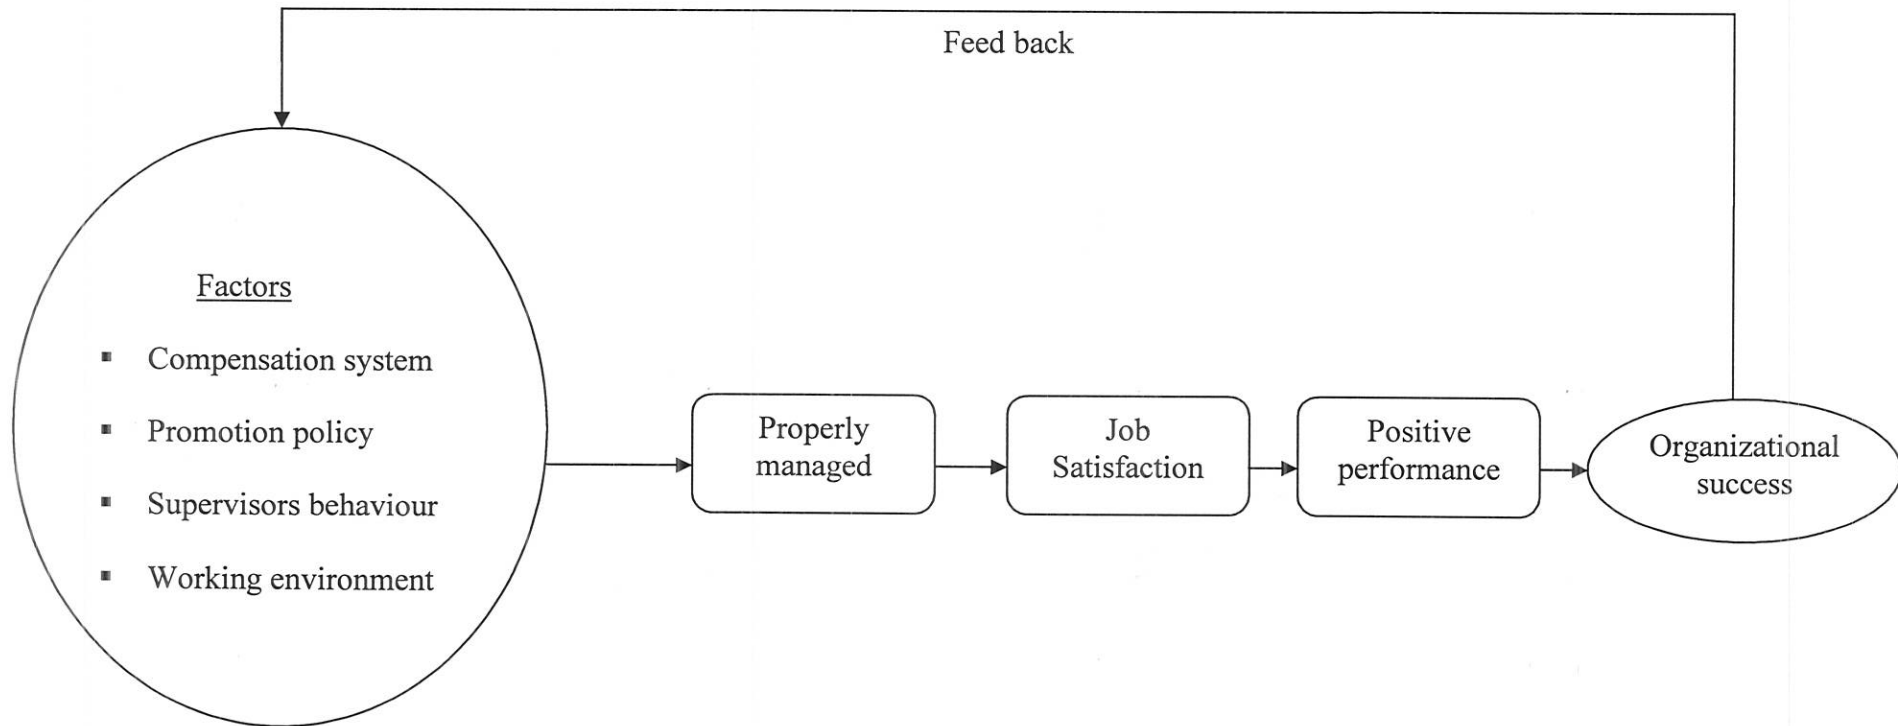 Feed back
Factors
▪ Compensation system
▪ Promotion policy
▪ Supervisors behaviour
▪ Working environment
Properly
managed
Job
Satisfaction
Positive
performance
Organizational
success